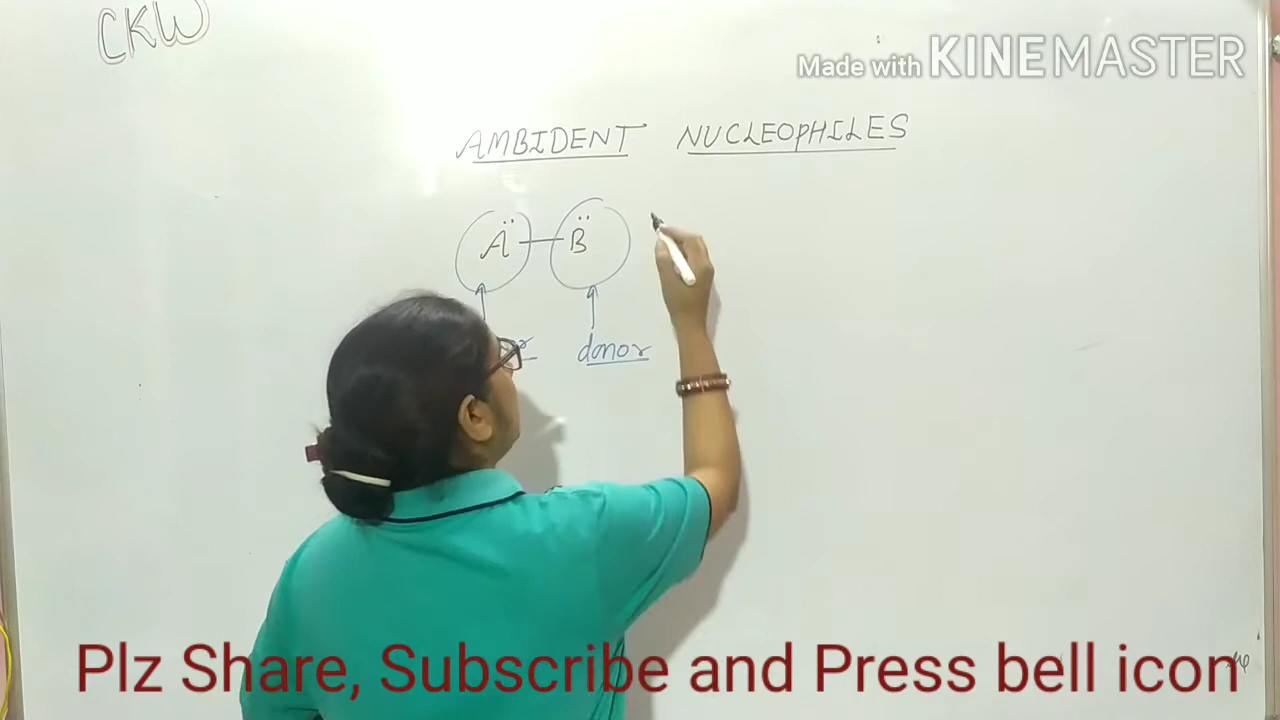 CKW
Made with KINEMASTER
AMBIDENT NUCLEOPHILES
A — B
donor
Plz Share, Subscribe and Press bell icon